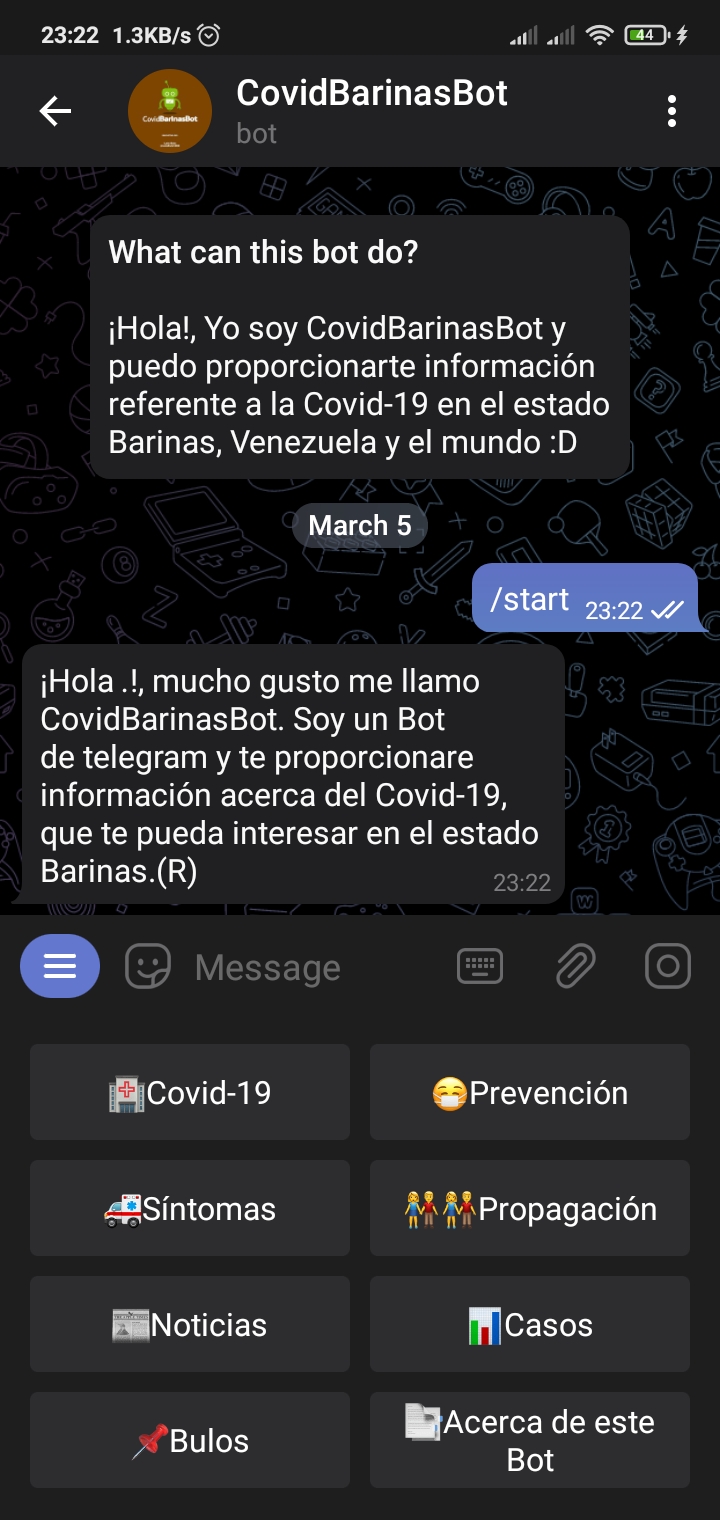 23:22 1.3KB/s
44
CovidBarinasBot
CovidBarinasBot
bot
What can this bot do?
¡Hola!, Yo soy CovidBarinasBot y
puedo proporcionarte información
referente a la Covid-19 en el estado
Barinas, Venezuela y el mundo :D
March 5
/start 23:22
¡Hola .!, mucho gusto me llamo
CovidBarinasBot. Soy un Bot
de telegram y te proporcionare
información acerca del Covid-19,
que te pueda interesar en el estado
Barinas.(R)
23:22
Message
Covid-19
Prevención
Síntomas
Propagación
Noticias
Casos
Bulos
Acerca de este
Bot